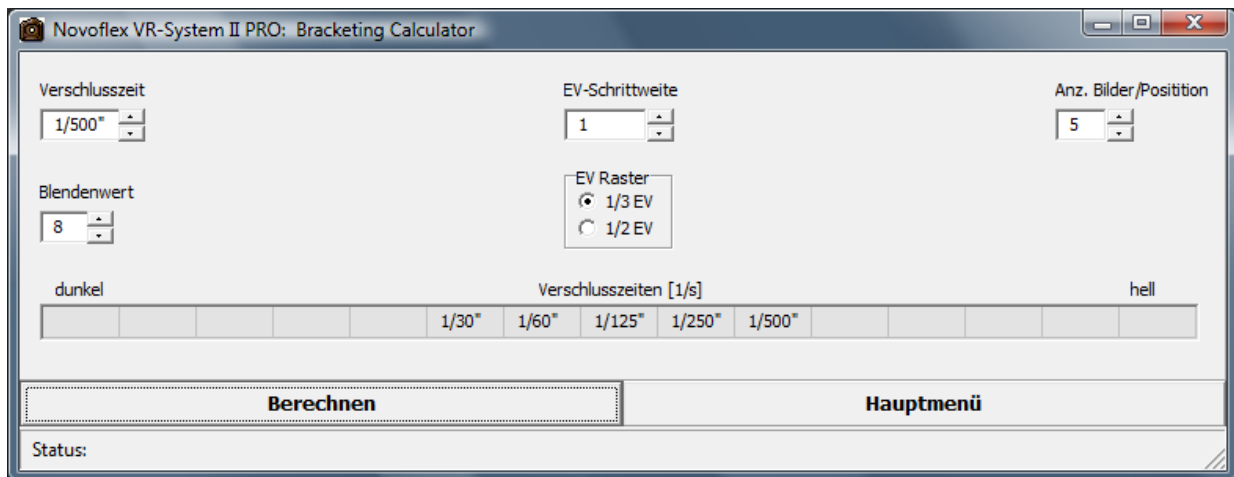 Novoflex VR-System II PRO: Bracketing Calculator
Verschlusszeit EV-Schrittweite Anz. Bilder/Positition
1/500" 1 5
Blendenwert EV Raster
1/3 EV
8 1/2 EV
dunkel Verschlusszeiten [1/s] hell
1/30" 1/60" 1/125" 1/250" 1/500"
Berechnen Hauptmenü
Status: